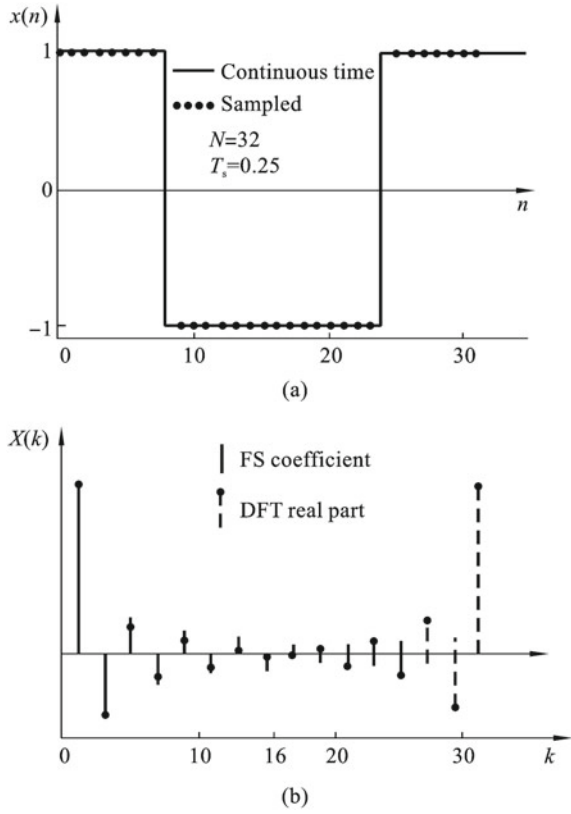 x(n)
1
Continuous time
Sampled
N=32
Ts=0.25
0
n
−1
0 10 20 30
(a)
X(k)
FS coefficient
DFT real part
0 10 16 20 30 k
(b)